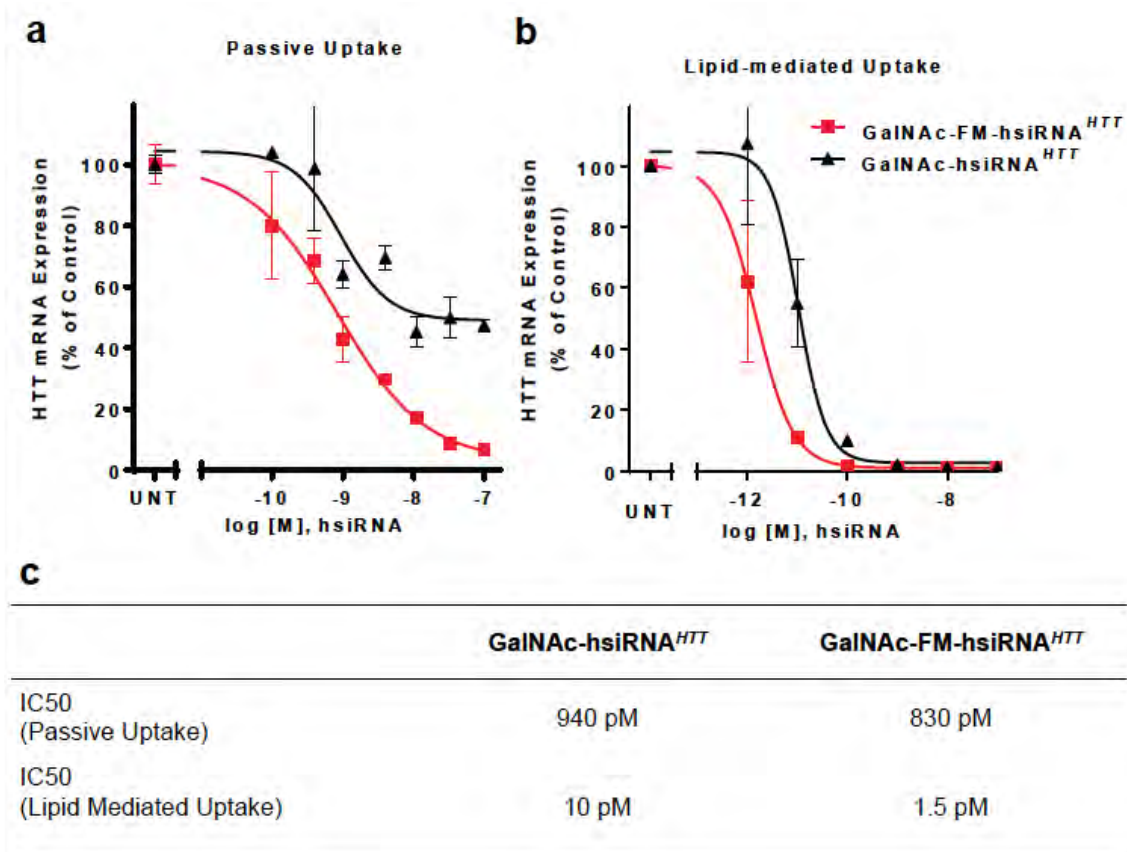 a
Passive Uptake
HTT mRNA Expression
(% of Control)
100
80
60
40
20
0
UNT
-10
-9
-8
-7
log [M], hsiRNA
b
Lipid-mediated Uptake
GalNAc-FM-hsiRNA^HTT
GalNAc-hsiRNA^HTT
HTT mRNA Expression
(% of Control)
100
80
60
40
20
0
UNT
-12
-10
-8
log [M], hsiRNA
c
GalNAc-hsiRNA^HTT GalNAc-FM-hsiRNA^HTT
IC50
(Passive Uptake) 940 pM 830 pM
IC50
(Lipid Mediated Uptake) 10 pM 1.5 pM